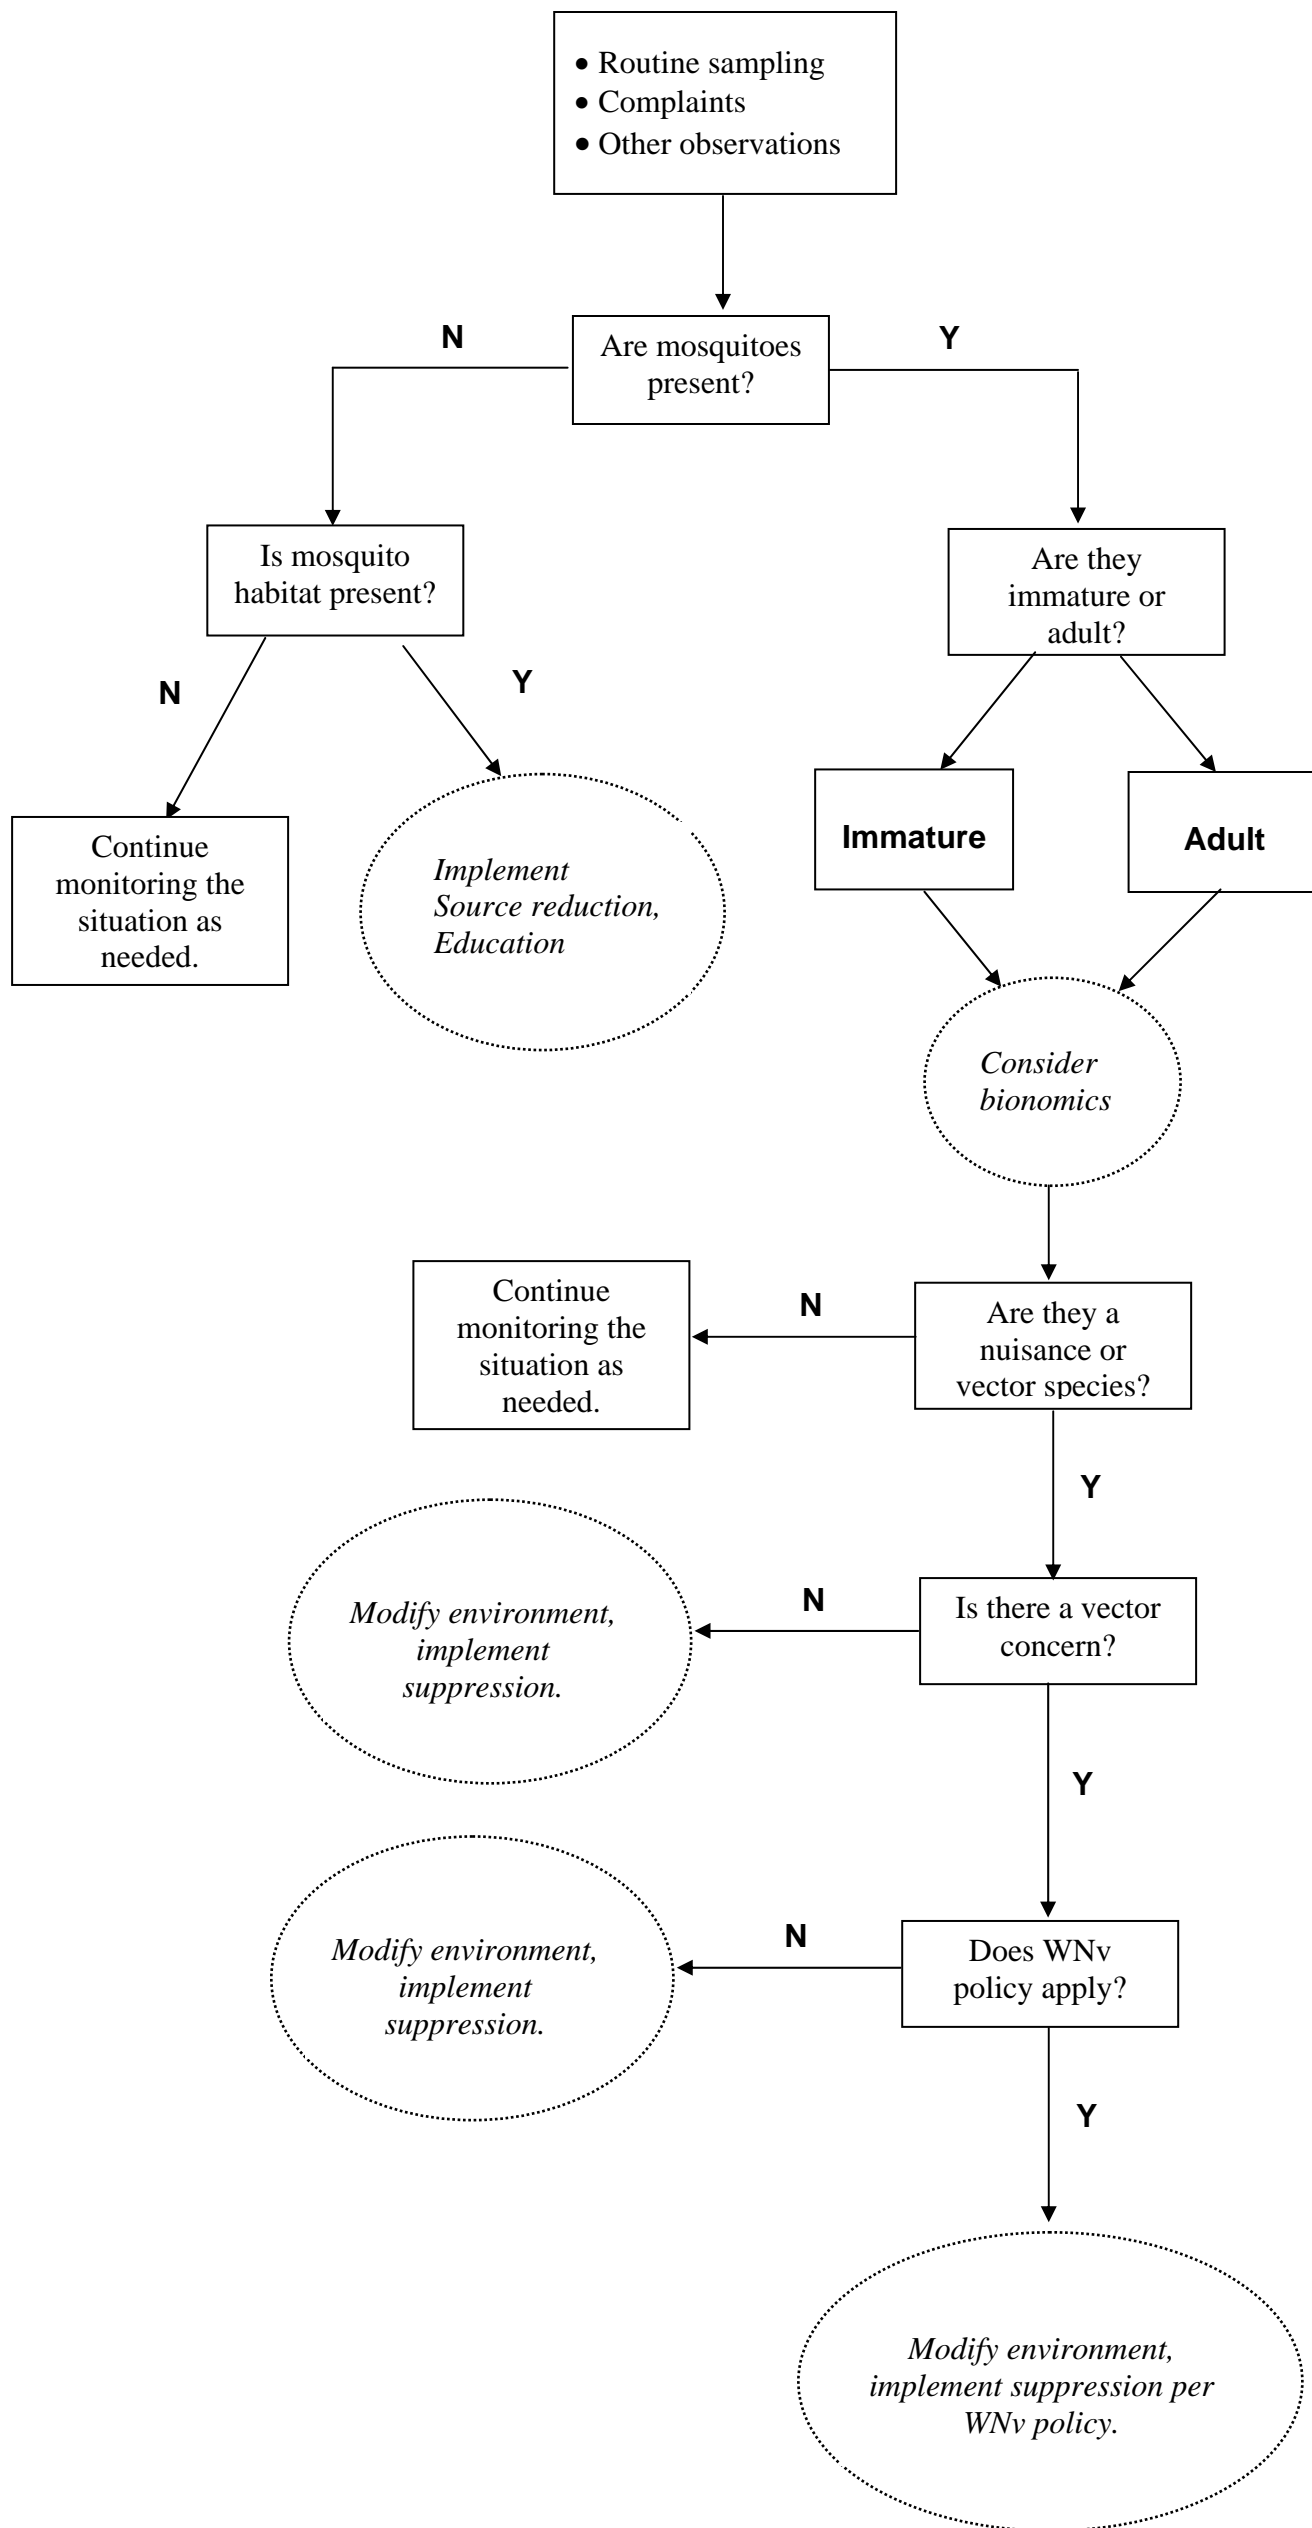 • Routine sampling
• Complaints
• Other observations
N
Are mosquitoes
present?
Y
Is mosquito
habitat present?
Are they
immature or
adult?
N
Y
Continue
monitoring the
situation as
needed.
Implement
Source reduction,
Education
Immature
Adult
Consider
bionomics
Continue
monitoring the
situation as
needed.
N
Are they a
nuisance or
vector species?
Y
Modify environment,
implement
suppression.
N
Is there a vector
concern?
Y
Modify environment,
implement
suppression.
N
Does WNv
policy apply?
Y
Modify environment,
implement suppression per
WNv policy.